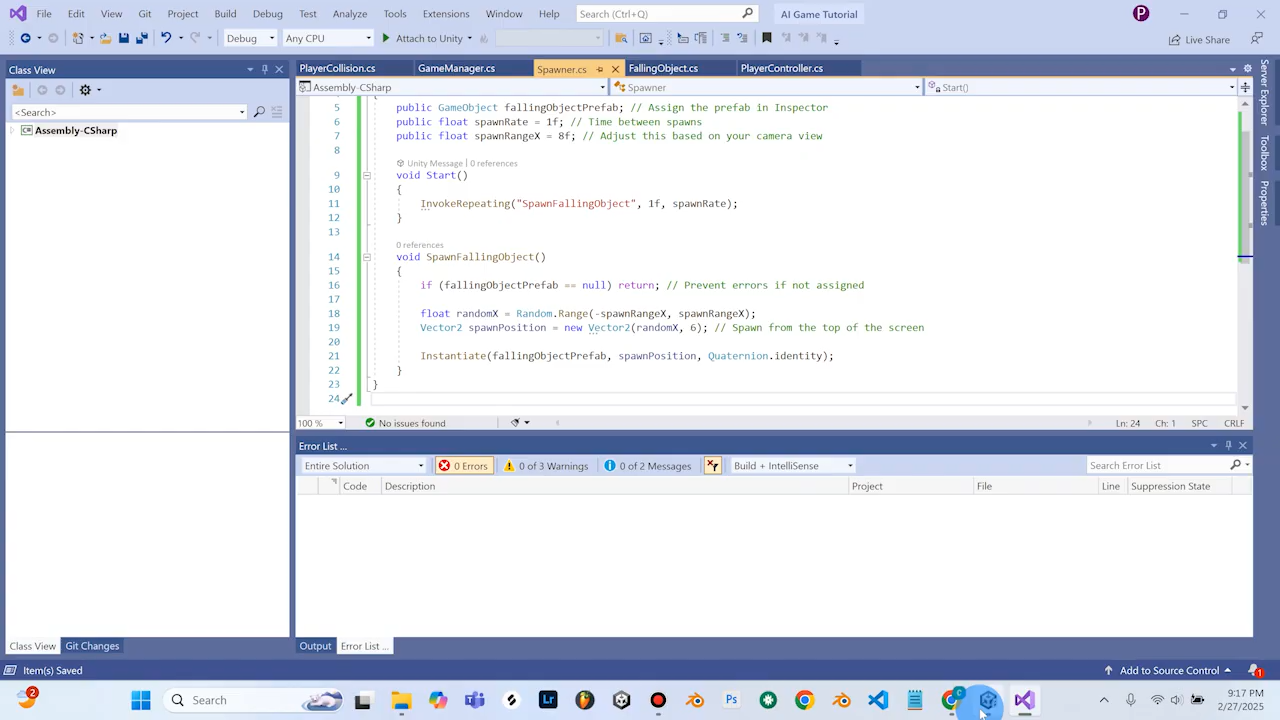 File Edit View Git Project Build Debug Test Analyze Tools Extensions Window Help Search (Ctrl+Q) AI Game Tutorial P
Debug Any CPU Attach to Unity Live Share
Class View
<Search>
Assembly-CSharp
PlayerCollision.cs GameManager.cs Spawner.cs FallingObject.cs PlayerController.cs
Assembly-CSharp Spawner Start()
5 public GameObject fallingObjectPrefab; // Assign the prefab in Inspector
6 public float spawnRate = 1f; // Time between spawns
7 public float spawnRangeX = 8f; // Adjust this based on your camera view
8
Unity Message | 0 references
9 void Start()
10 {
11 InvokeRepeating("SpawnFallingObject", 1f, spawnRate);
12 }
13
0 references
14 void SpawnFallingObject()
15 {
16 if (fallingObjectPrefab == null) return; // Prevent errors if not assigned
17
18 float randomX = Random.Range(-spawnRangeX, spawnRangeX);
19 Vector2 spawnPosition = new Vector2(randomX, 6); // Spawn from the top of the screen
20
21 Instantiate(fallingObjectPrefab, spawnPosition, Quaternion.identity);
22 }
23 }
24
100 % No issues found Ln: 24 Ch: 1 SPC CRLF
Error List ...
Entire Solution 0 Errors 0 of 3 Warnings 0 of 2 Messages Build + IntelliSense Search Error List
Code Description Project File Line Suppression State
Class View Git Changes Output Error List ...
Item(s) Saved Add to Source Control 1
Server Explorer
Toolbox
Properties
2 Search Lr Ps C 9:17 PM
2/27/2025